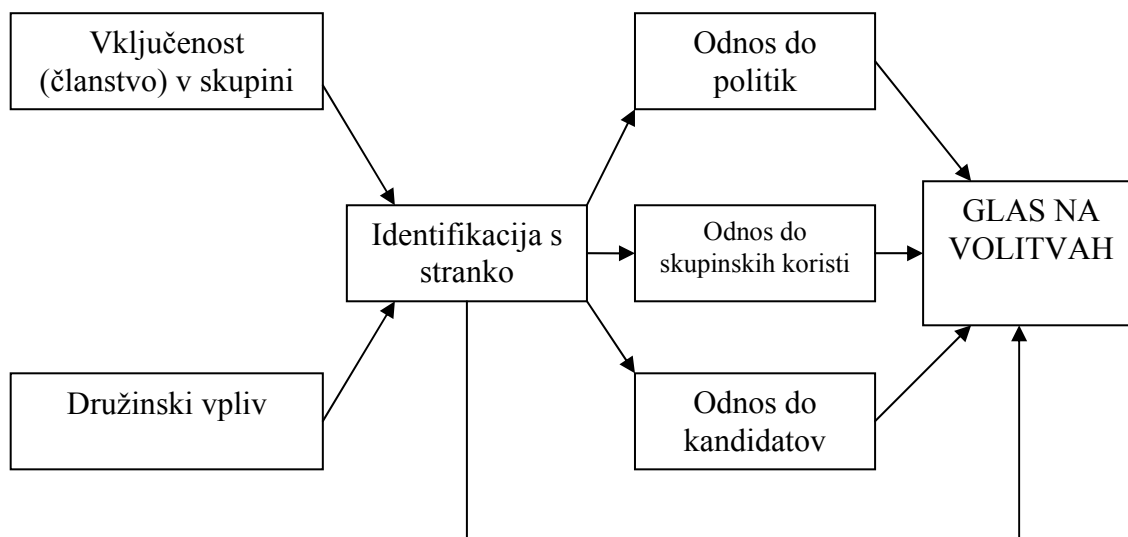 Vključenost
(članstvo) v skupini
Družinski vpliv
Identifikacija s
stranko
Odnos do
politik
Odnos do
skupinskih koristi
Odnos do
kandidatov
GLAS NA
VOLITVAH